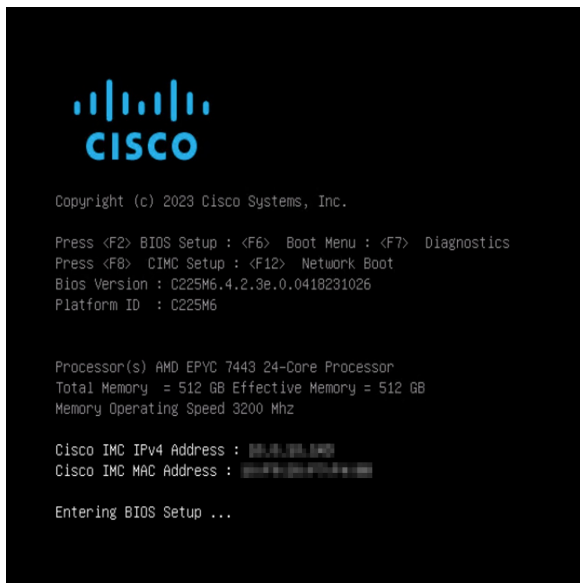 CISCO
Copyright (c) 2023 Cisco Systems, Inc.
Press <F2> BIOS Setup : <F6> Boot Menu : <F7> Diagnostics
Press <F8> CIMC Setup : <F12> Network Boot
Bios Version : C225M6.4.2.3e.0.0418231026
Platform ID : C225M6
Processor(s) AMD EPYC 7443 24-Core Processor
Total Memory = 512 GB Effective Memory = 512 GB
Memory Operating Speed 3200 Mhz
Cisco IMC IPv4 Address :
Cisco IMC MAC Address :
Entering BIOS Setup ...